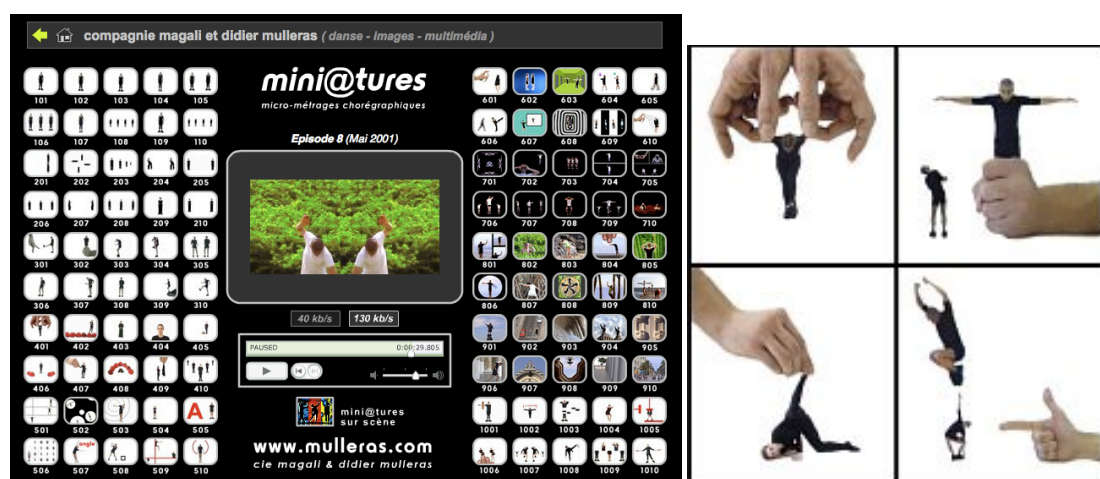 compagnie magali et didier mulleras ( danse - images - multimédia )
101 102 103 104 105
106 107 108 109 110
201 202 203 204 205
206 207 208 209 210
301 302 303 304 305
306 307 308 309 310
401 402 403 404 405
406 407 408 409 410
A
501 502 503 504 505
angle
506 507 508 509 510
mini@tures
micro-métrages chorégraphiques
Episode 8 (Mai 2001)
40 kb/s 130 kb/s
PAUSED
mini@tures
sur scène
www.mulleras.com
cie magali & didier mulleras
601 602 603 604 605
606 607 608 609 610
701 702 703 704 705
706 707 708 709 710
801 802 803 804 805
806 807 808 809 810
901 902 903 904 905
906 907 908 909 910
1001 1002 1003 1004 1005
1006 1007 1008 1009 1010